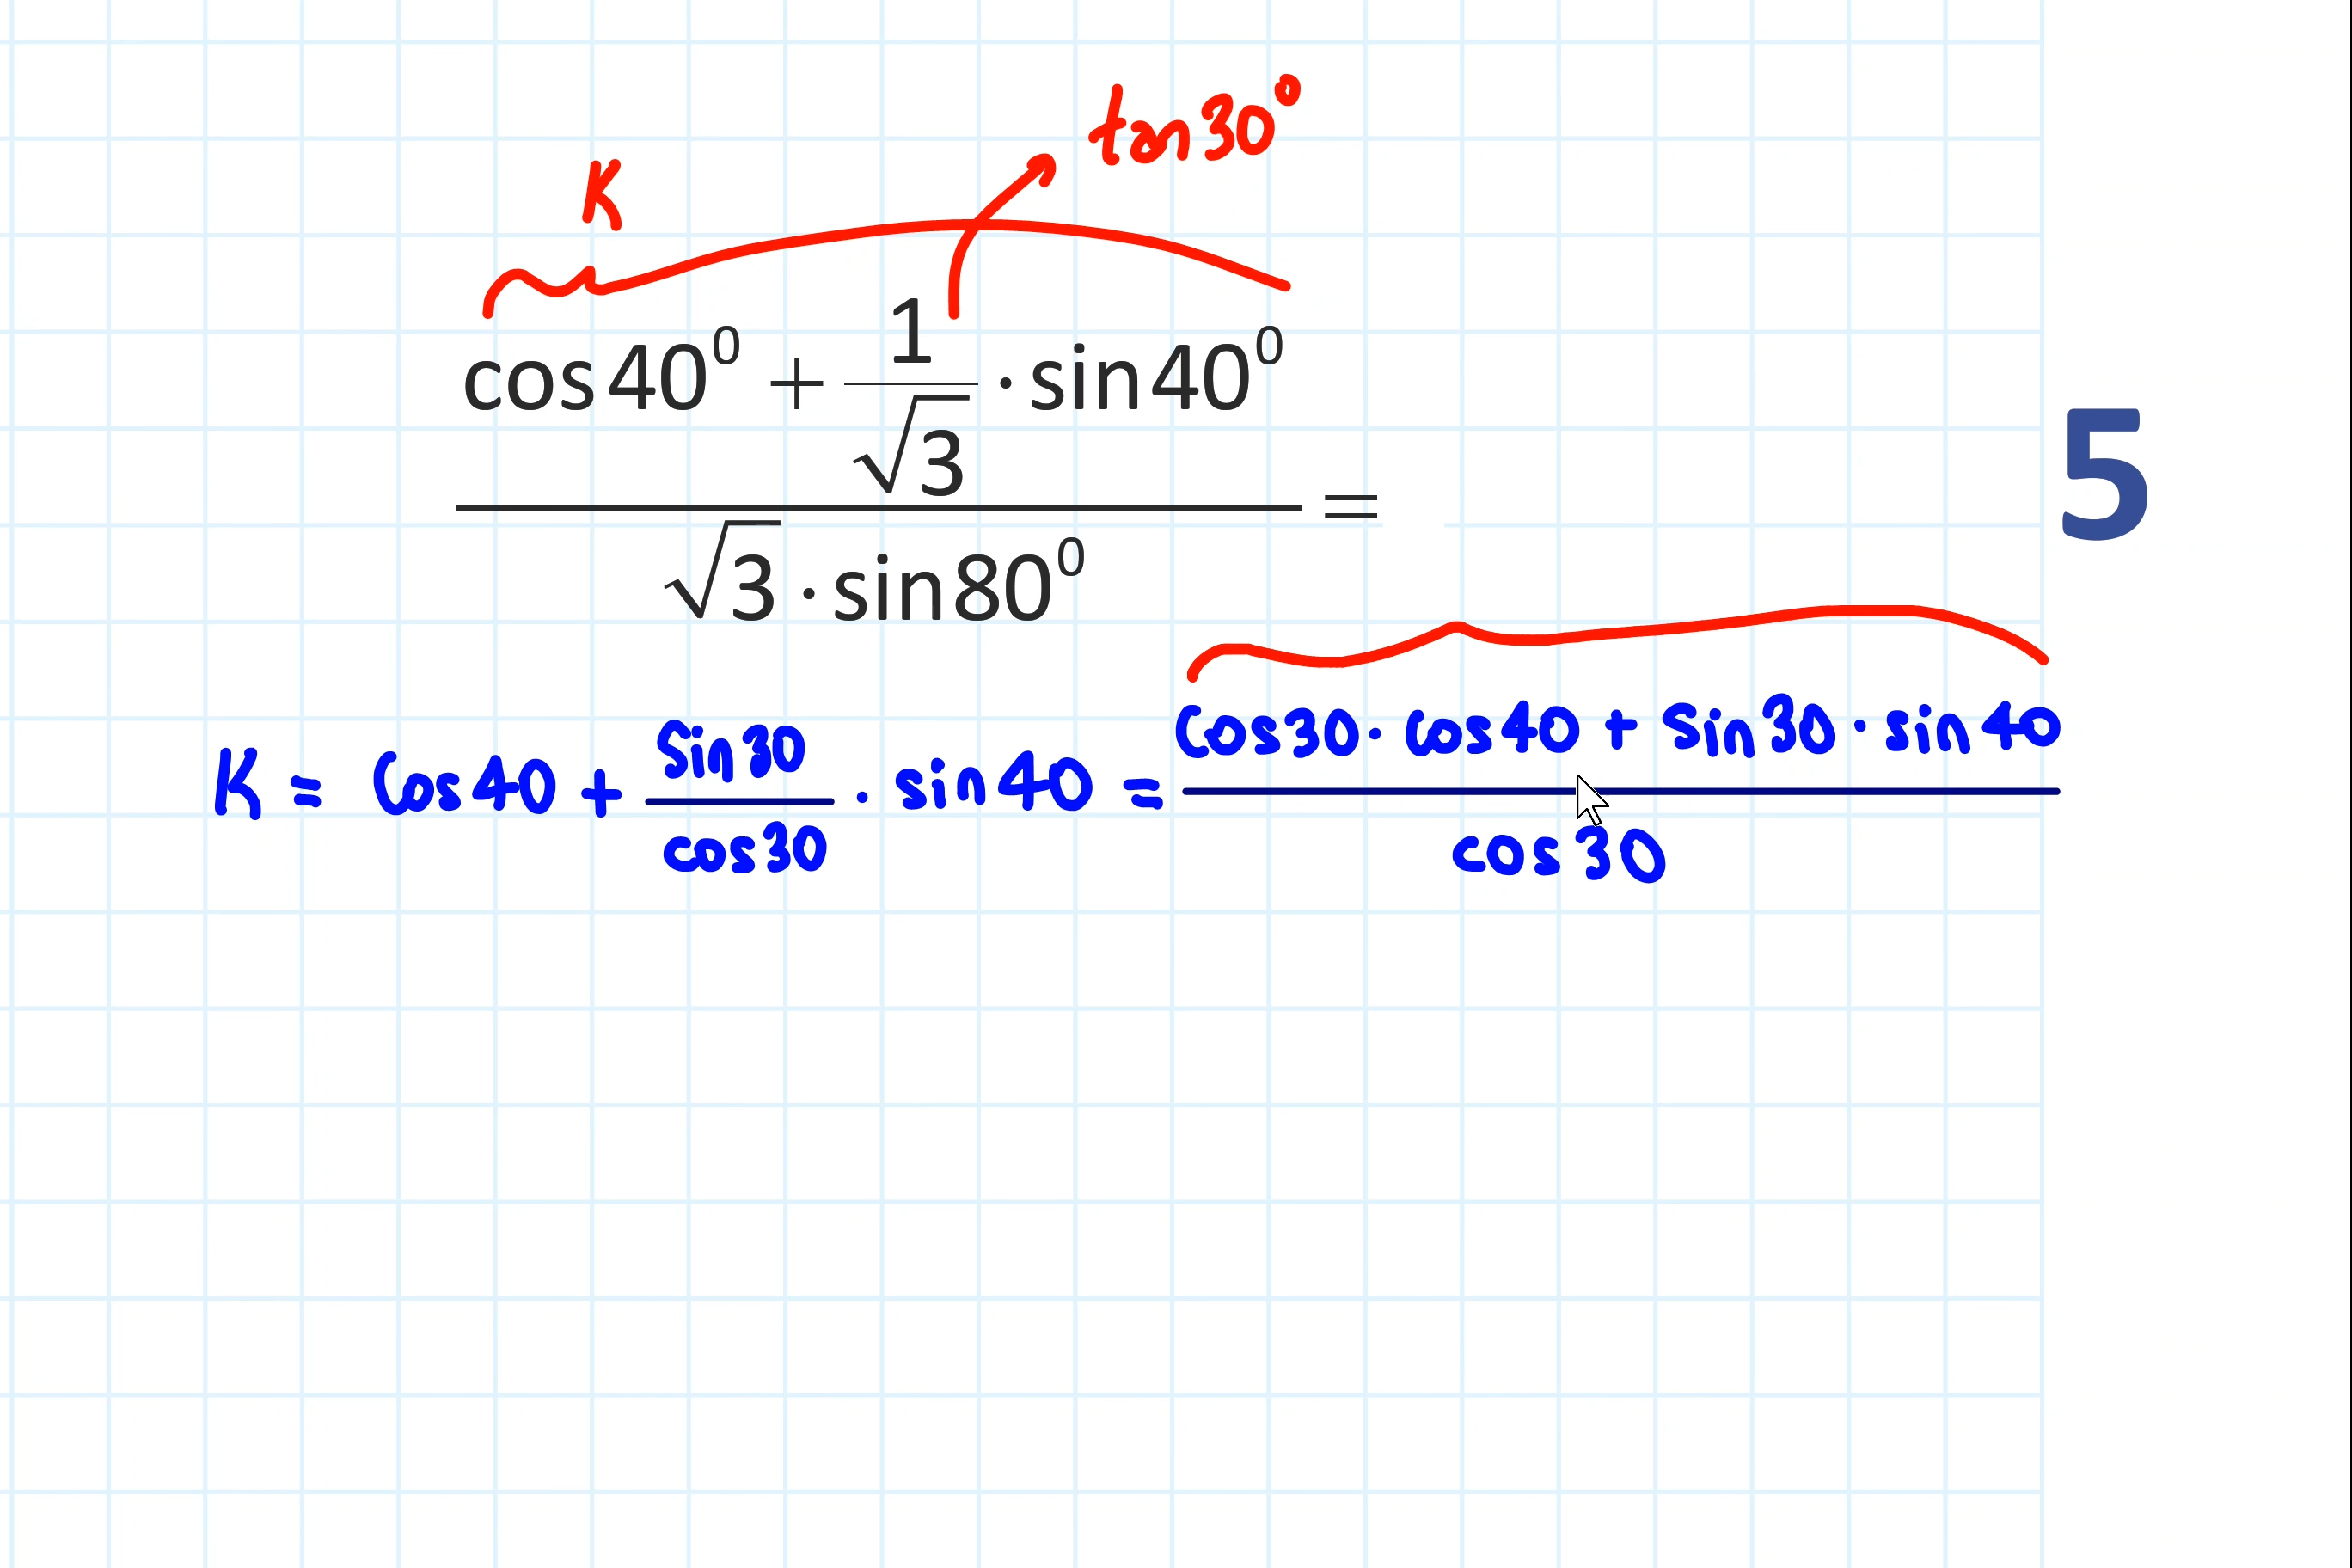 tan30°
K
cos40⁰ + 1/√3 · sin40⁰
=
√3 · sin80⁰
5
K = cos40 + sin30/cos30 · sin40 = cos30 · cos40 + sin30 · sin40 / cos30